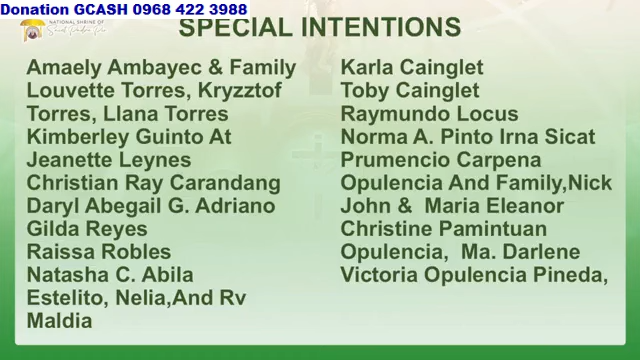 Donation GCASH 0968 422 3988
NATIONAL SHRINE OF
SPECIAL INTENTIONS
Amaely Ambayec & Family
Louvette Torres, Kryzztof
Torres, Llana Torres
Kimberley Guinto At
Jeanette Leynes
Christian Ray Carandang
Daryl Abegail G. Adriano
Gilda Reyes
Raissa Robles
Natasha C. Abila
Estelito, Nelia,And Rv
Maldia
Karla Cainglet
Toby Cainglet
Raymundo Locus
Norma A. Pinto Irna Sicat
Prumencio Carpena
Opulencia And Family,Nick
John &  Maria Eleanor
Christine Pamintuan
Opulencia,  Ma. Darlene
Victoria Opulencia Pineda,